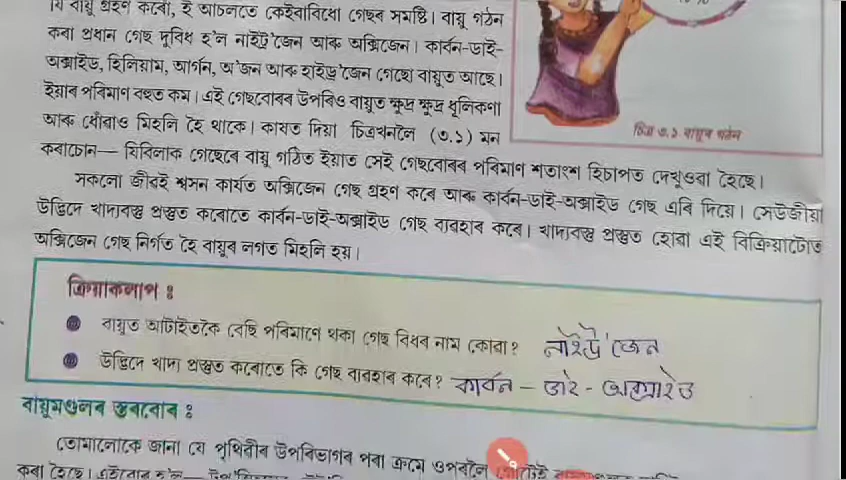 যি বায়ু গ্ৰহণ কৰো, ই আচলতে কেইবাবিধো গেছৰ সমষ্টি। বায়ু গঠন
কৰা প্ৰধান গেছ দুবিধ হ'ল নাইট্ৰ'জেন আৰু অক্সিজেন। কাৰ্বন-ডাই-
অক্সাইড, হিলিয়াম, আৰ্গন, অ'জন আৰু হাইড্ৰ'জেন গেছো বায়ুত আছে।
ইয়াৰ পৰিমাণ বহুত কম। এই গেছবোৰৰ উপৰিও বায়ুত ক্ষুদ্ৰ ক্ষুদ্ৰ ধূলিকণা
আৰু ধোঁৱাও মিহলি হৈ থাকে। কাষত দিয়া চিত্ৰখনলৈ (৩.১) মন
চিত্ৰ ৩.১ বায়ুৰ গঠন
কৰাচোন— যিবিলাক গেছেৰে বায়ু গঠিত ইয়াত সেই গেছবোৰৰ পৰিমাণ শতাংশ হিচাপত দেখুওৱা হৈছে।
সকলো জীৱই শ্বসন কাৰ্যত অক্সিজেন গেছ গ্ৰহণ কৰে আৰু কাৰ্বন-ডাই-অক্সাইড গেছ এৰি দিয়ে। সেউজীয়া
উদ্ভিদে খাদ্যবস্তু প্ৰস্তুত কৰোতে কাৰ্বন-ডাই-অক্সাইড গেছ ব্যৱহাৰ কৰে। খাদ্যবস্তু প্ৰস্তুত হোৱা এই বিক্ৰিয়াটোত
অক্সিজেন গেছ নিৰ্গত হৈ বায়ুৰ লগত মিহলি হয়।
ক্ৰিয়াকলাপ ঃ
বায়ুত আটাইতকৈ বেছি পৰিমাণে থকা গেছ বিধৰ নাম কোৱা? নাইট্ৰ'জেন
উদ্ভিদে খাদ্য প্ৰস্তুত কৰোতে কি গেছ ব্যৱহাৰ কৰে? কাৰ্বন – ডাই - অক্সাইড
বায়ুমণ্ডলৰ স্তৰবোৰ ঃ
তোমালোকে জানা যে পৃথিৱীৰ উপৰিভাগৰ পৰা ক্ৰমে ওপৰলৈ
কৰা হৈছে। এইবোৰ হ'ল—